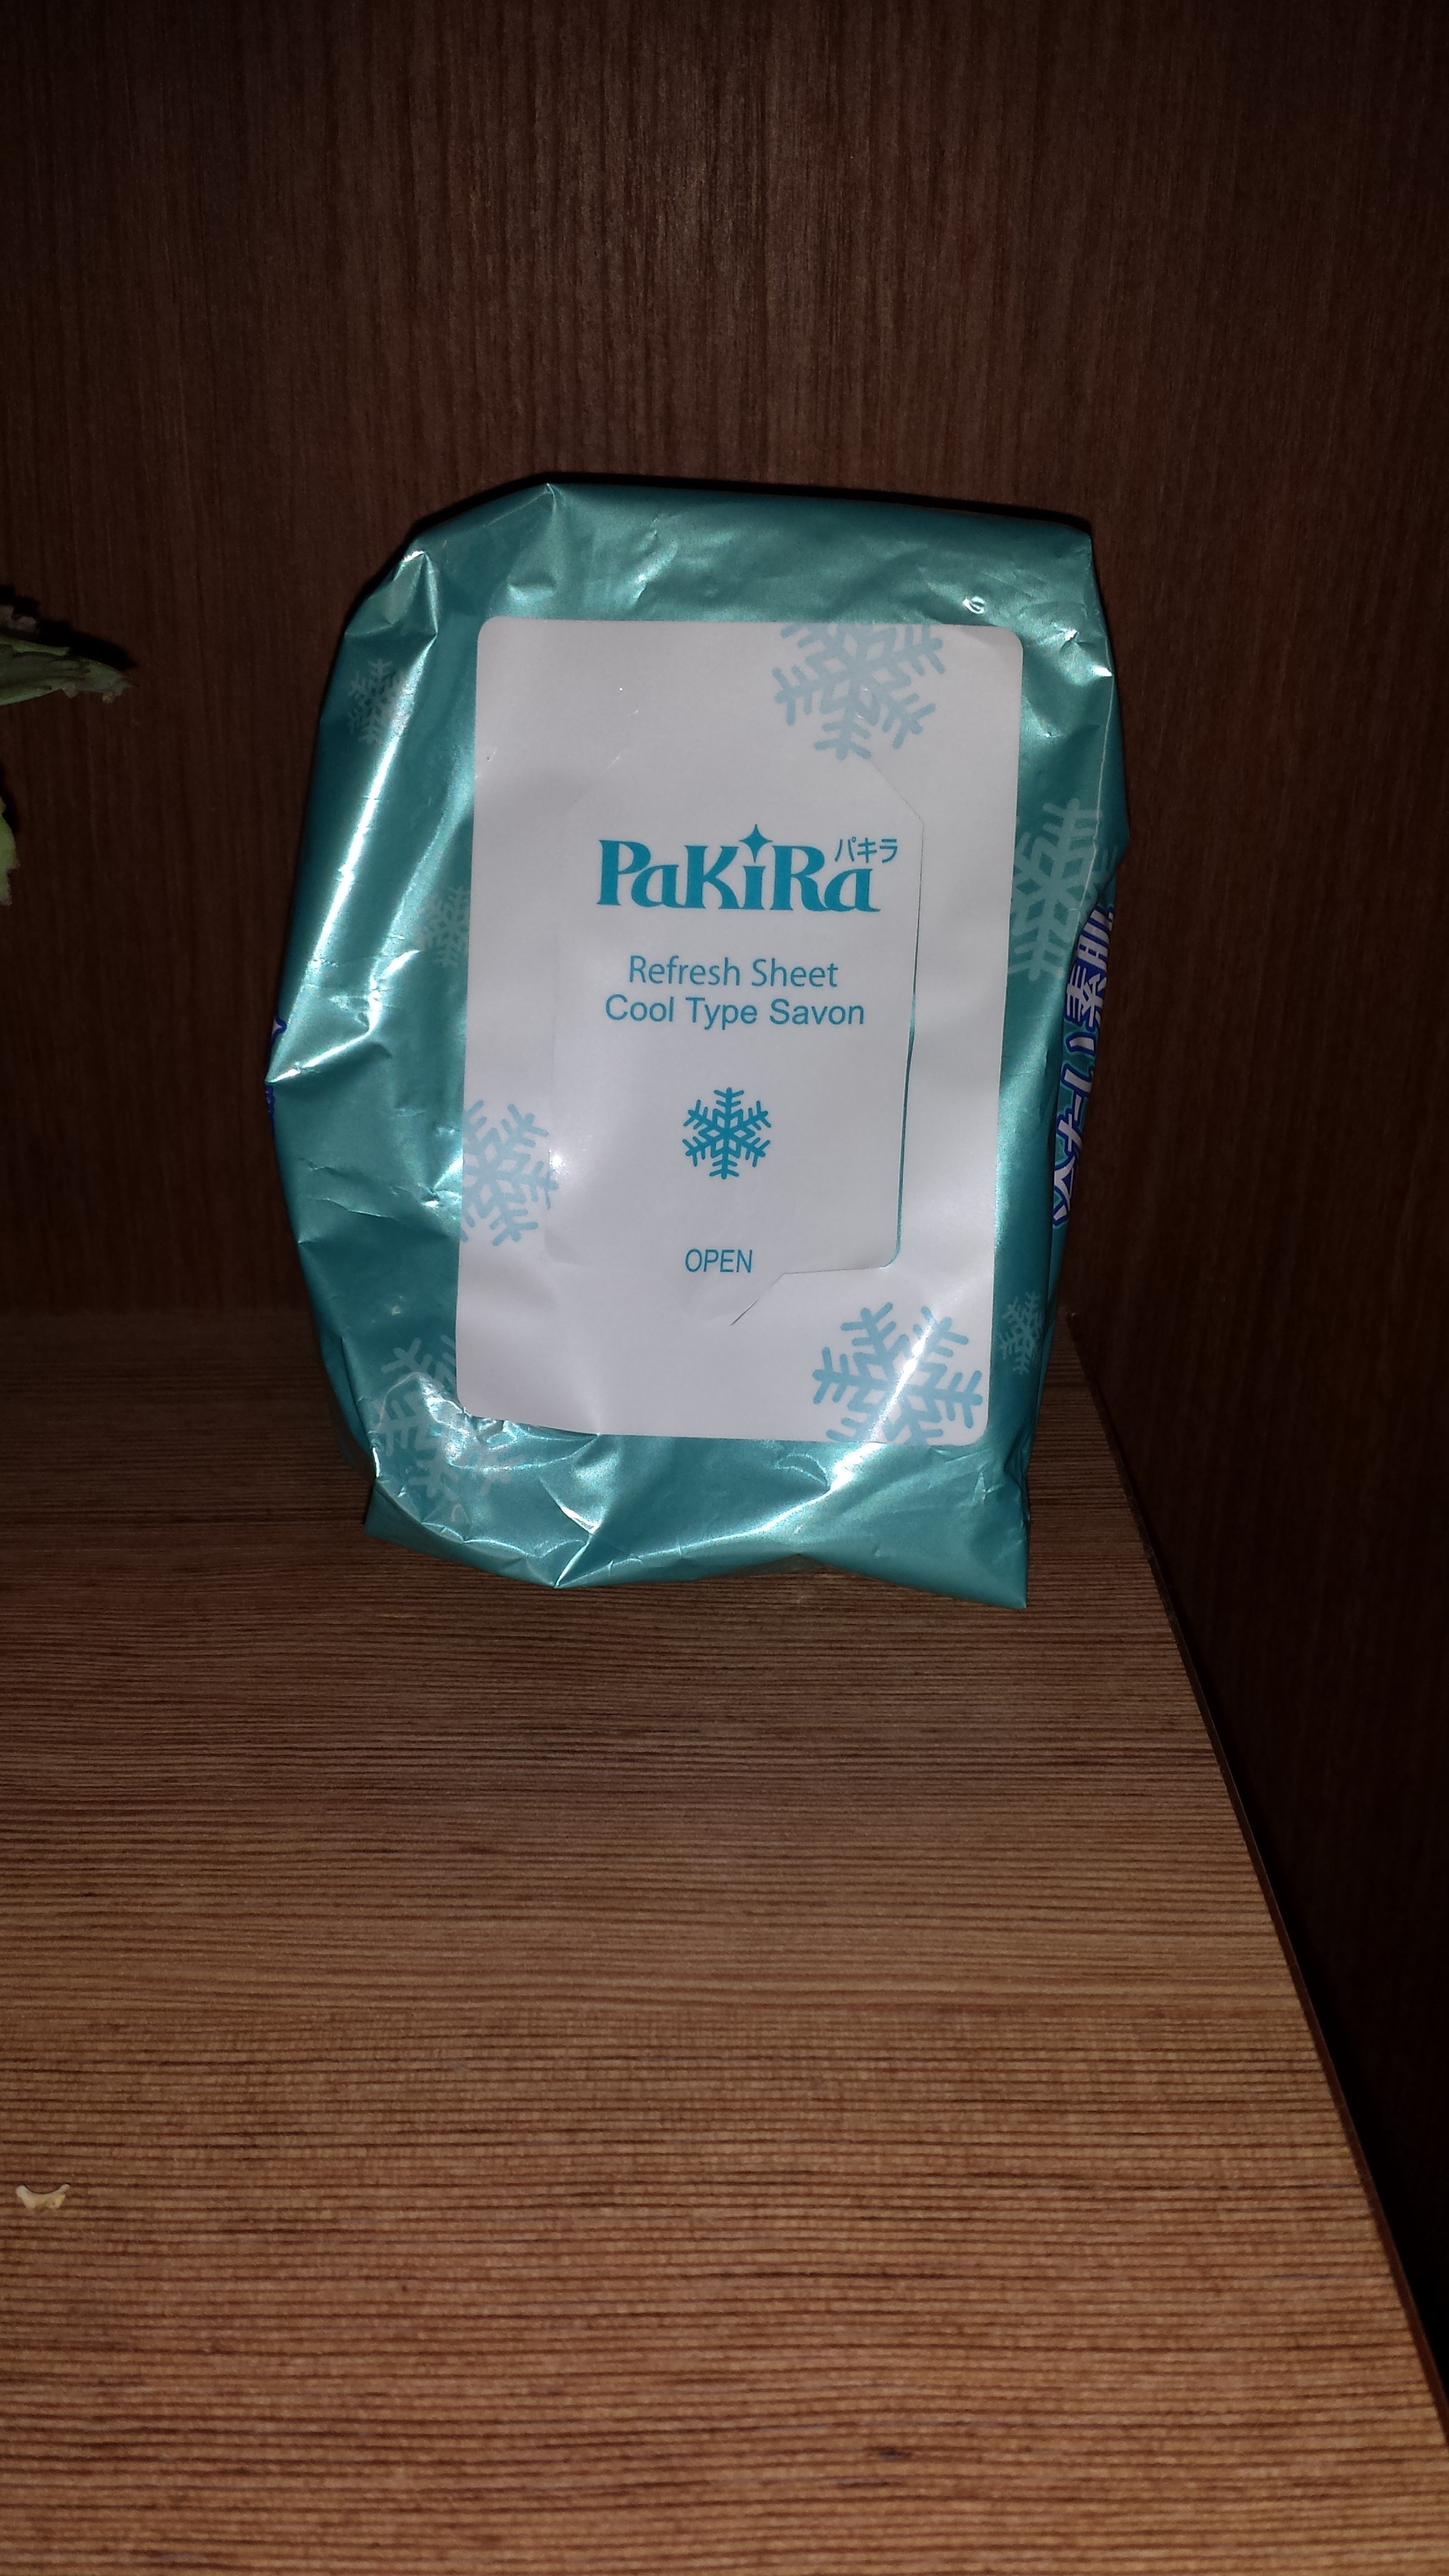 PaKiRa パキラ
Refresh Sheet
Cool Type Savon
OPEN